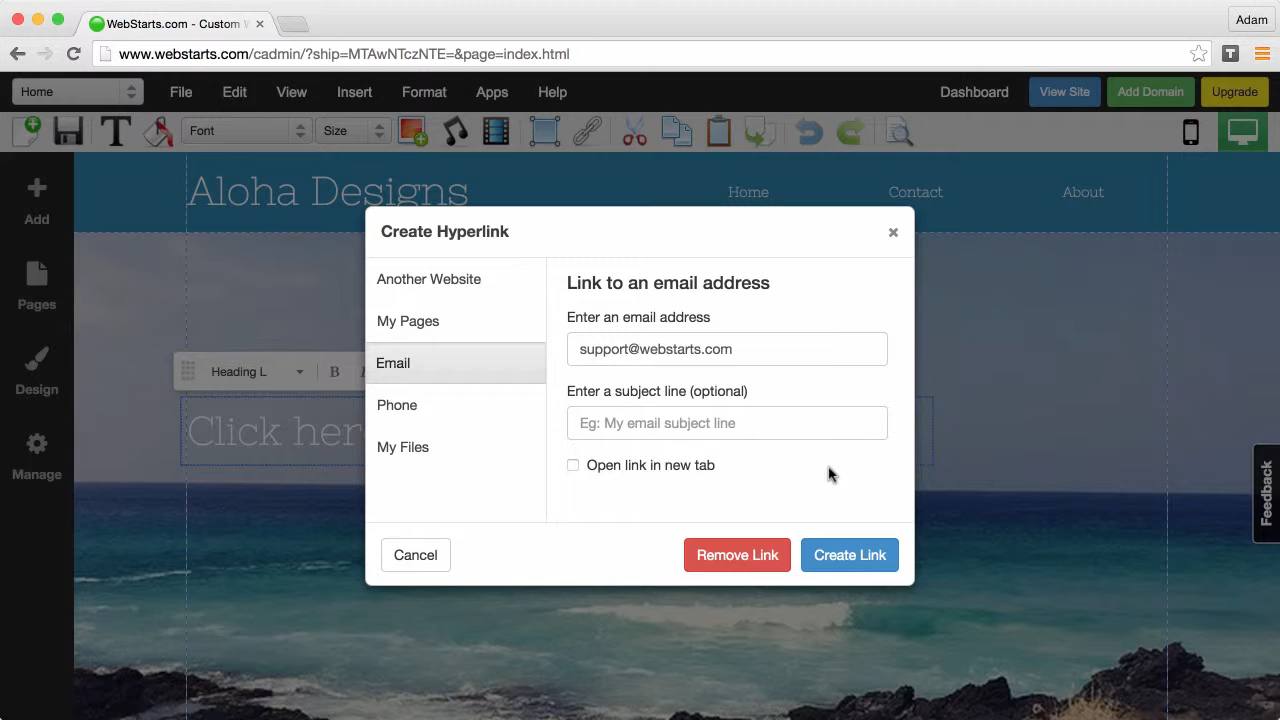 WebStarts.com - Custom W
Adam
www.webstarts.com/cadmin/?ship=MTAwNTczNTE=&page=index.html
T
Home
File
Edit
View
Insert
Format
Apps
Help
Dashboard
View Site
Add Domain
Upgrade
T
Font
Size
Add
Pages
Design
Manage
Aloha Designs
Home
Contact
About
Create Hyperlink
Another Website
My Pages
Email
Phone
My Files
Link to an email address
Enter an email address
support@webstarts.com
Enter a subject line (optional)
Eg: My email subject line
Open link in new tab
Heading L
B
Click her
Cancel
Remove Link
Create Link
Feedback